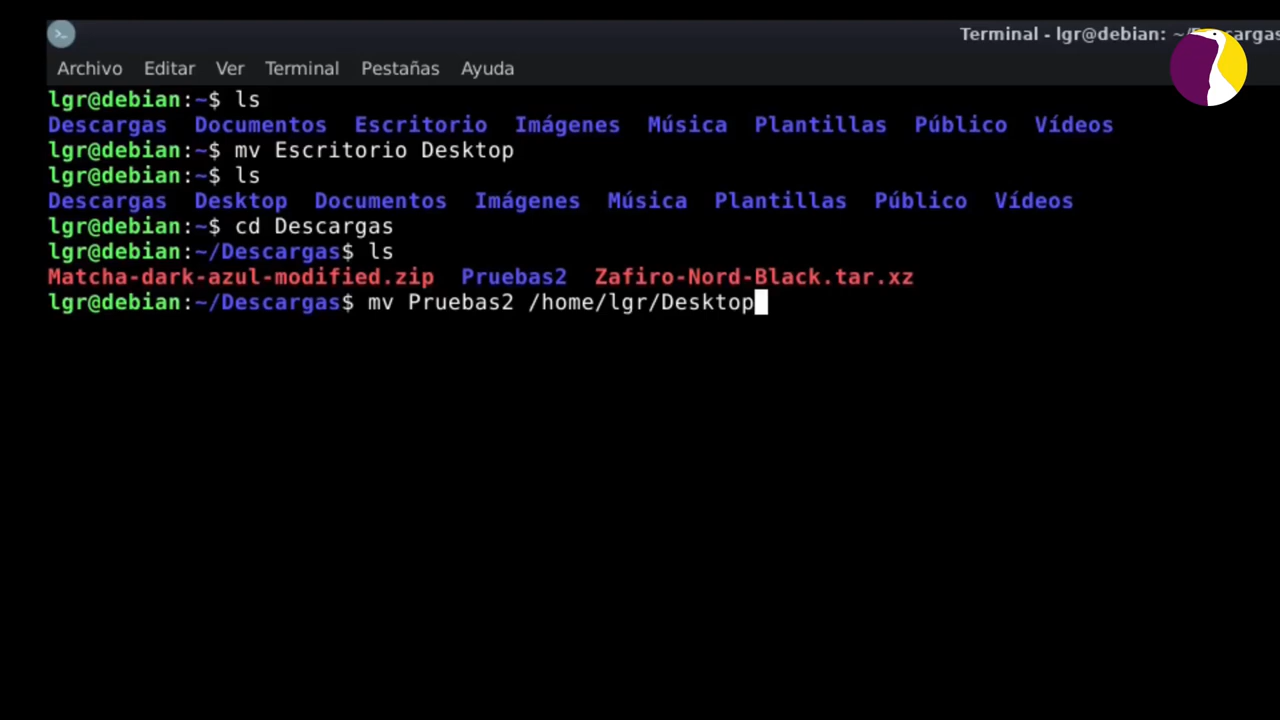 Terminal - lgr@debian: ~/Descargas
Archivo Editar Ver Terminal Pestañas Ayuda
lgr@debian:~$ ls
Descargas Documentos Escritorio Imágenes Música Plantillas Público Vídeos
lgr@debian:~$ mv Escritorio Desktop
lgr@debian:~$ ls
Descargas Desktop Documentos Imágenes Música Plantillas Público Vídeos
lgr@debian:~$ cd Descargas
lgr@debian:~/Descargas$ ls
Matcha-dark-azul-modified.zip Pruebas2 Zafiro-Nord-Black.tar.xz
lgr@debian:~/Descargas$ mv Pruebas2 /home/lgr/Desktop